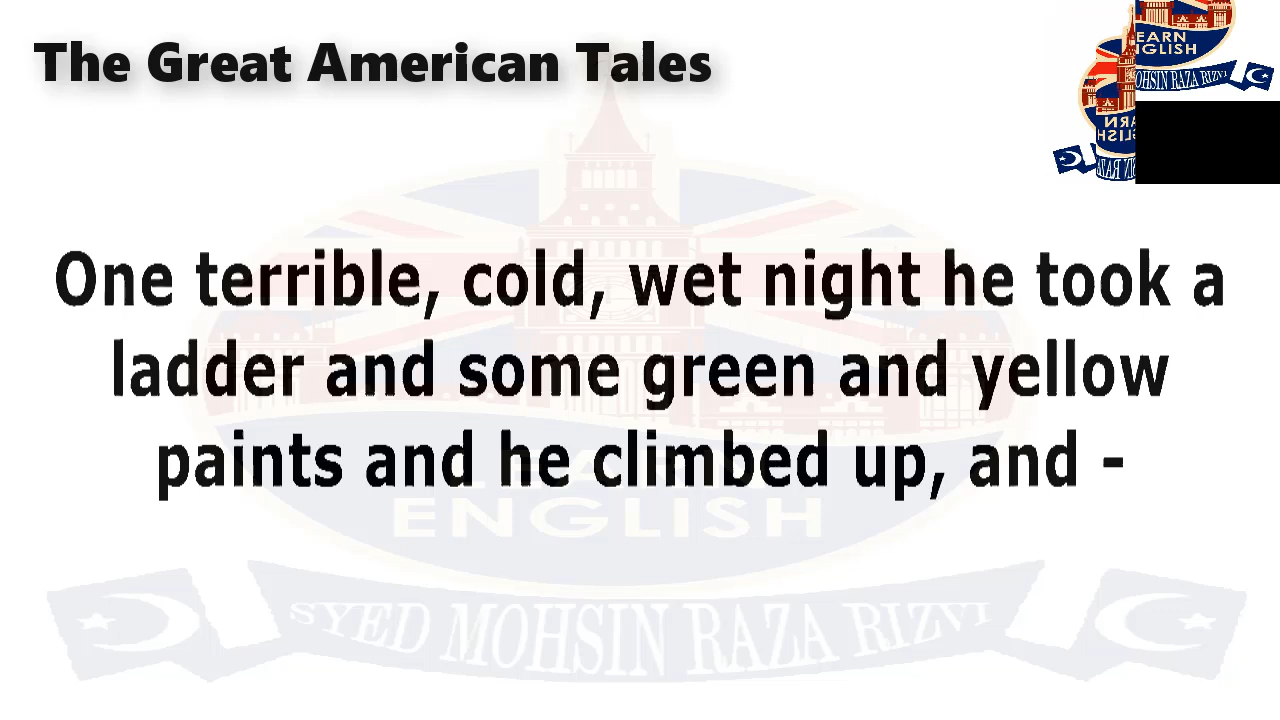 The Great American Tales
EARN
NGLISH
MOHSIN RAZA RIZVI
One terrible, cold, wet night he took a
ladder and some green and yellow
paints and he climbed up, and -
ENGLISH
SYED MOHSIN RAZA RIZVI